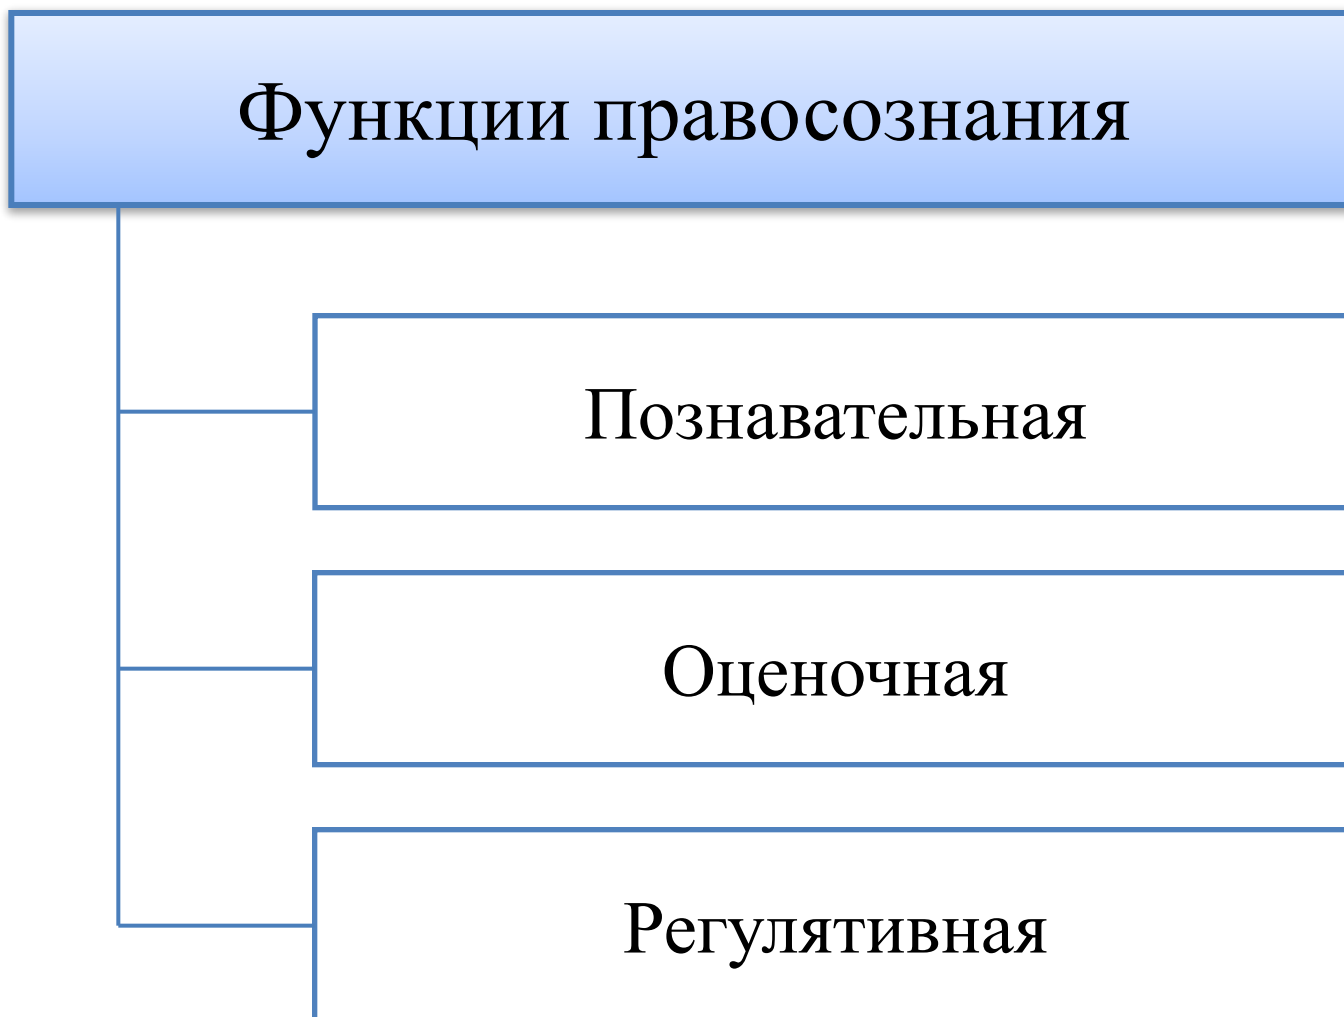 Функции правосознания
Познавательная
Оценочная
Регулятивная